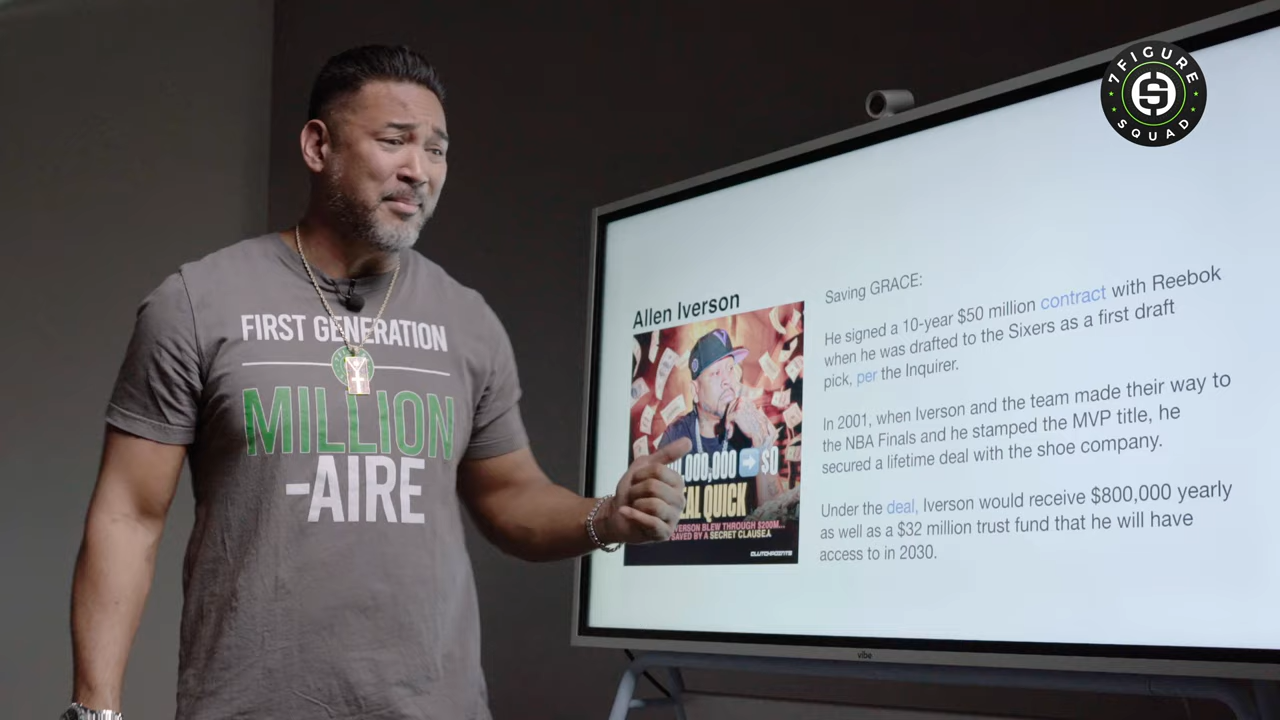 7 FIGURE SQUAD
FIRST GENERATION
MILLION
-AIRE
Allen Iverson
000,000 ➡ $0
QUICK
IVERSON BLEW THROUGH $200M...
SAVED BY A SECRET CLAUSE
CLUTCHPOINTS
Saving GRACE:
He signed a 10-year $50 million contract with Reebok
when he was drafted to the Sixers as a first draft
pick, per the Inquirer.
In 2001, when Iverson and the team made their way to
the NBA Finals and he stamped the MVP title, he
secured a lifetime deal with the shoe company.
Under the deal, Iverson would receive $800,000 yearly
as well as a $32 million trust fund that he will have
access to in 2030.
vibe